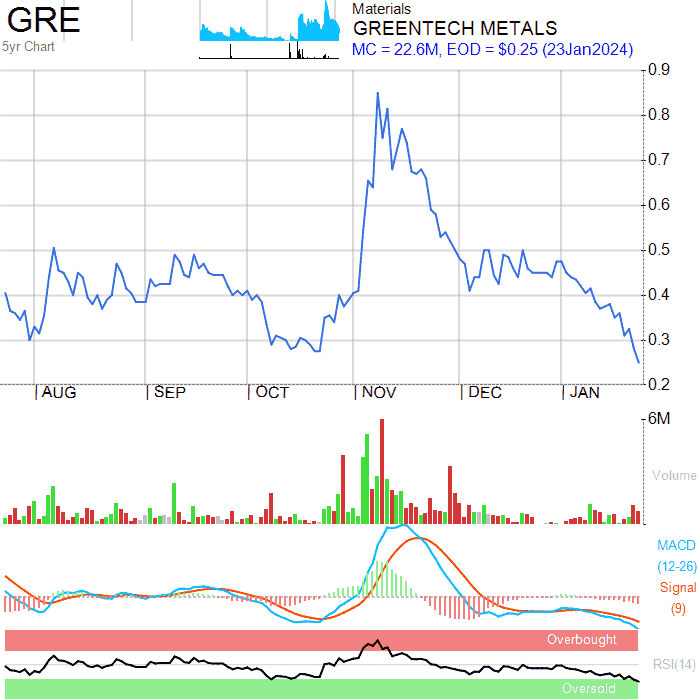 GRE
5yr Chart
Materials
GREENTECH METALS
MC = 22.6M, EOD = $0.25 (23Jan2024)
0.9
0.8
0.7
0.6
0.5
0.4
0.3
0.2
AUG SEP OCT NOV DEC JAN
6M
Volume
MACD
(12-26)
Signal
(9)
Overbought
RSI(14)
Oversold